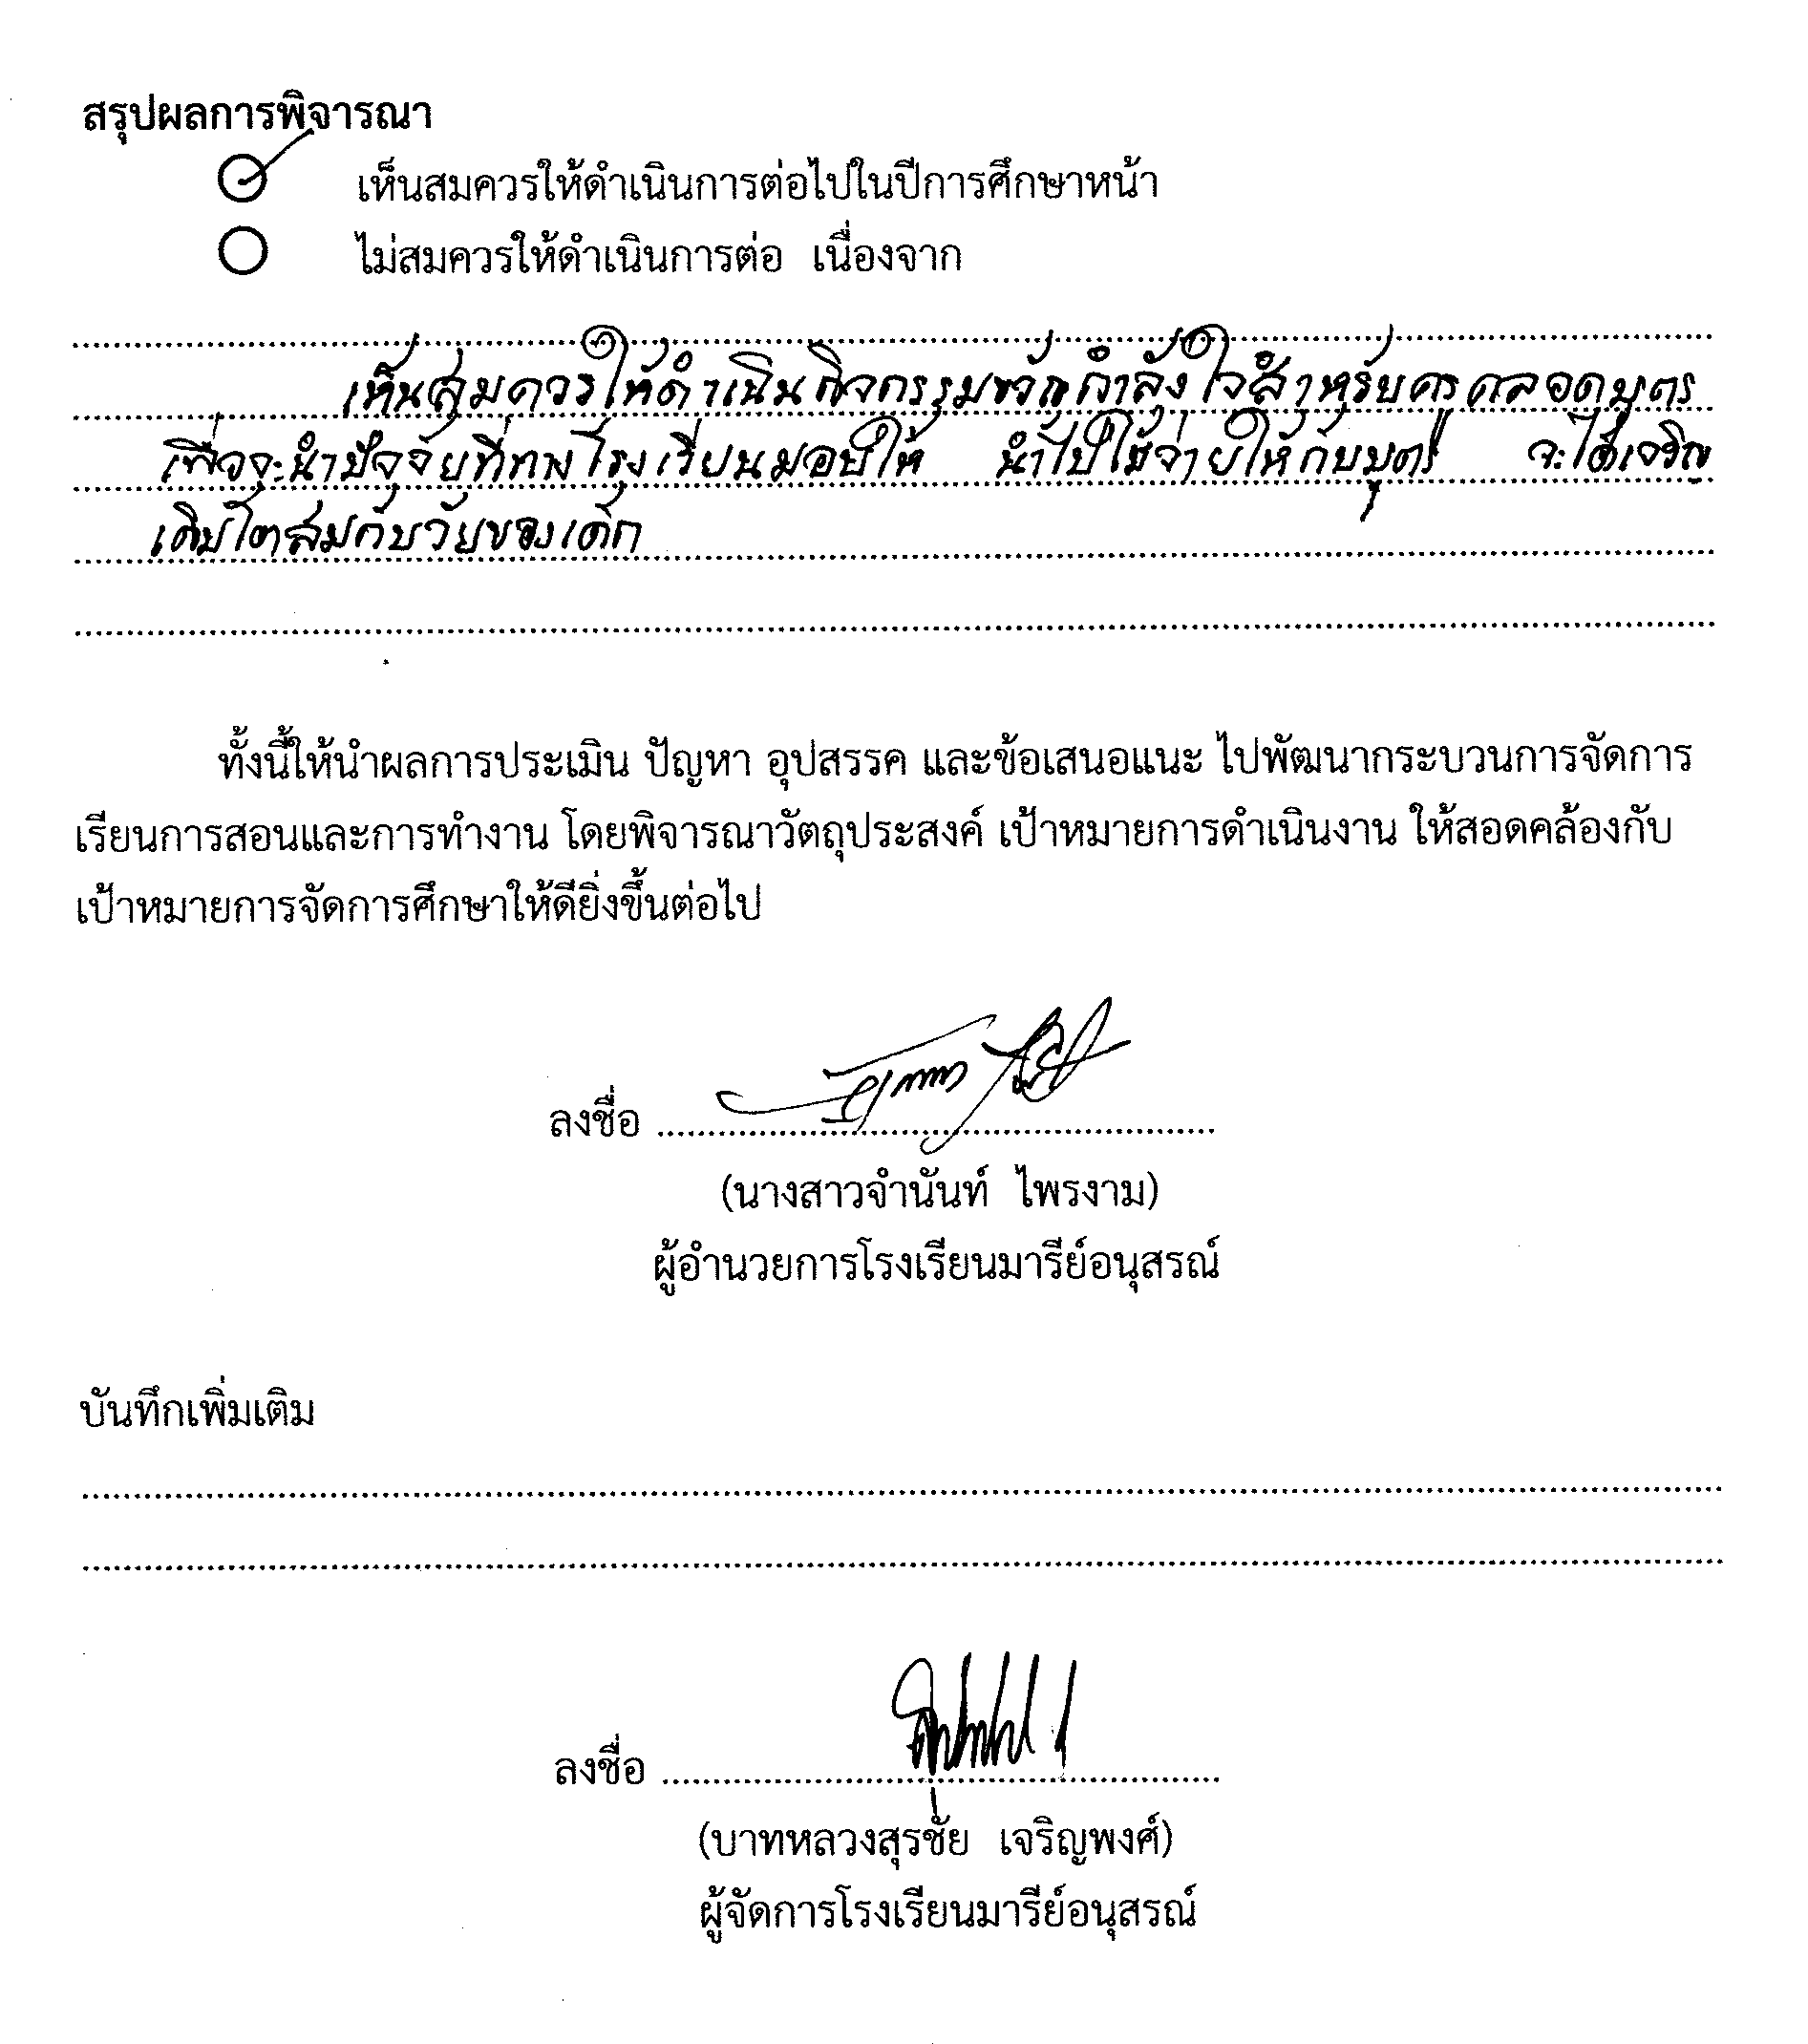 สรุปผลการพิจารณา
เห็นสมควรให้ดำเนินการต่อไปในปีการศึกษาหน้า
ไม่สมควรให้ดำเนินการต่อ เนื่องจาก
เห็นสมควรให้ดำเนินกิจกรรมขวัญกำลังใจสำหรับครูคลอดบุตร
เพื่อจะนำปัจจัยที่ทางโรงเรียนมอบให้ นำไปใช้จ่ายให้กับบุตร จะได้เจริญ
เติบโตสมกับวัยของเด็ก
ทั้งนี้ให้นำผลการประเมิน ปัญหา อุปสรรค และข้อเสนอแนะ ไปพัฒนากระบวนการจัดการ
เรียนการสอนและการทำงาน โดยพิจารณาวัตถุประสงค์ เป้าหมายการดำเนินงาน ให้สอดคล้องกับ
เป้าหมายการจัดการศึกษาให้ดียิ่งขึ้นต่อไป
ลงชื่อ
(นางสาวจำนันท์ ไพรงาม)
ผู้อำนวยการโรงเรียนมารีย์อนุสรณ์
บันทึกเพิ่มเติม
ลงชื่อ
(บาทหลวงสุรชัย เจริญพงศ์)
ผู้จัดการโรงเรียนมารีย์อนุสรณ์